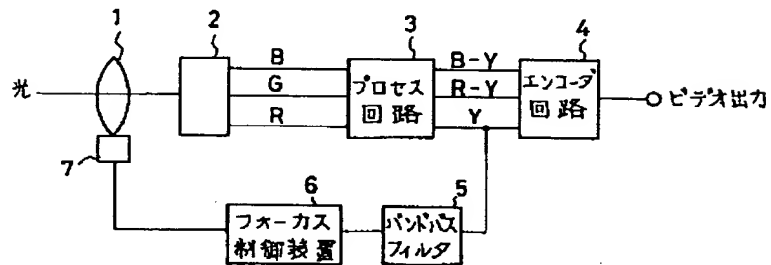 1
2
3
4
B
G
R
B-Y
R-Y
Y
光
プロセス
回路
エンコーダ
回路
ビデオ出力
7
6
5
フォーカス
制御装置
バンドパス
フィルタ